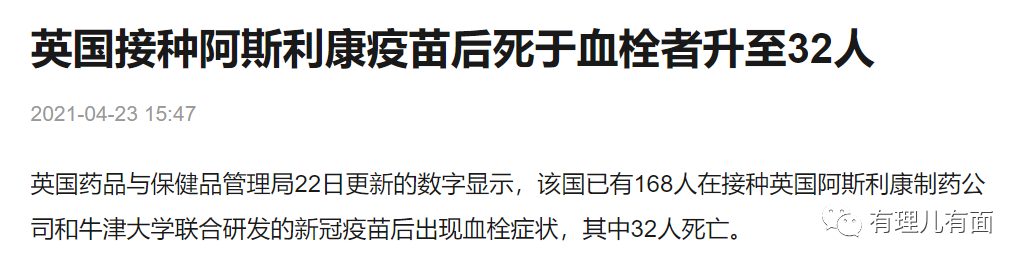 英国接种阿斯利康疫苗后死于血栓者升至32人
2021-04-23 15:47
英国药品与保健品管理局22日更新的数字显示，该国已有168人在接种英国阿斯利康制药公
司和牛津大学联合研发的新冠疫苗后出现血栓症状，其中32人死亡。
有理儿有面